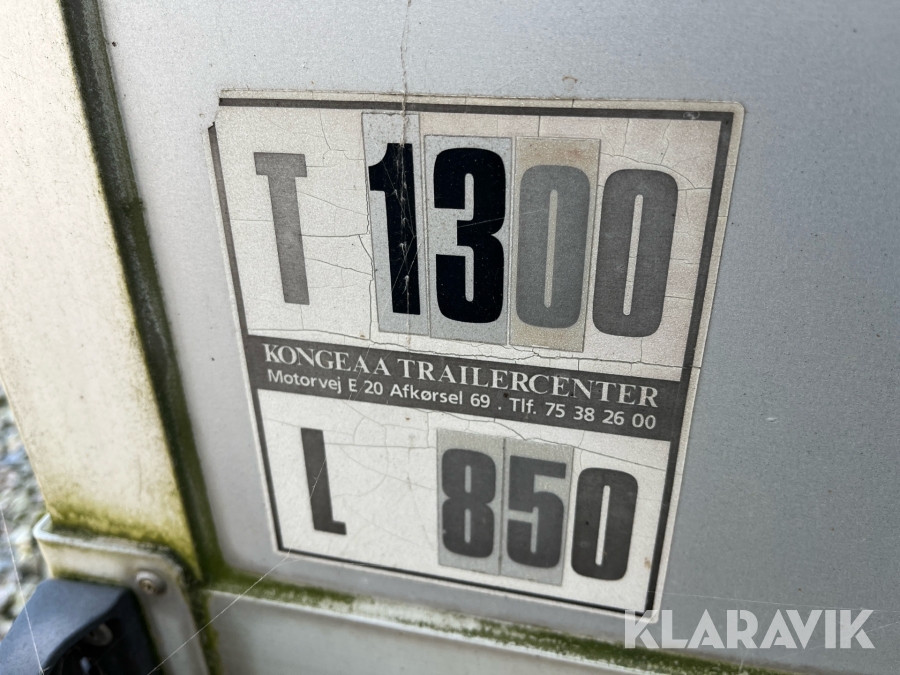 T 1300
KONGEAA TRAILERCENTER
Motorvej E 20 Afkørsel 69 . Tlf. 75 38 26 00
L 850
KLARAVIK